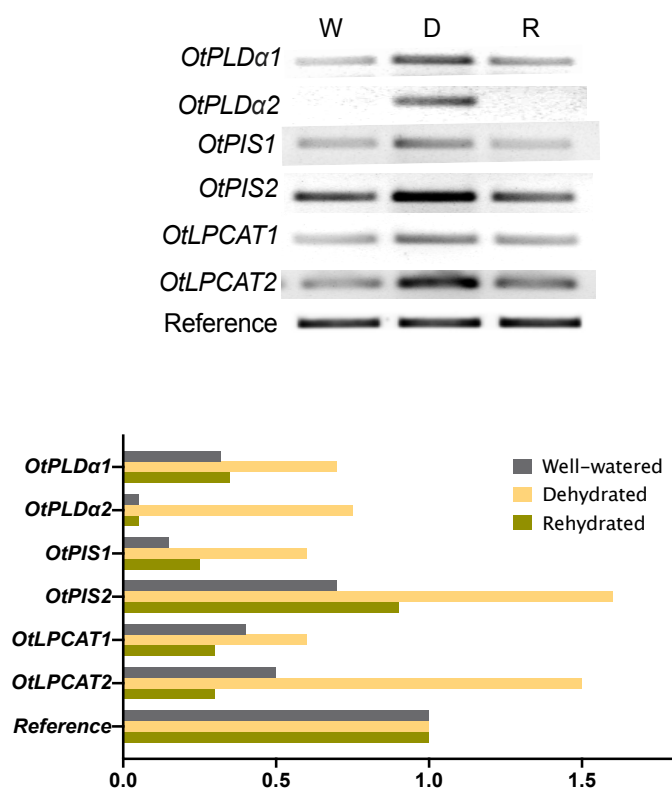 W D R
OtPLDα1
OtPLDα2
OtPIS1
OtPIS2
OtLPCAT1
OtLPCAT2
Reference
OtPLDα1
OtPLDα2
OtPIS1
OtPIS2
OtLPCAT1
OtLPCAT2
Reference
Well-watered
Dehydrated
Rehydrated
0.0 0.5 1.0 1.5